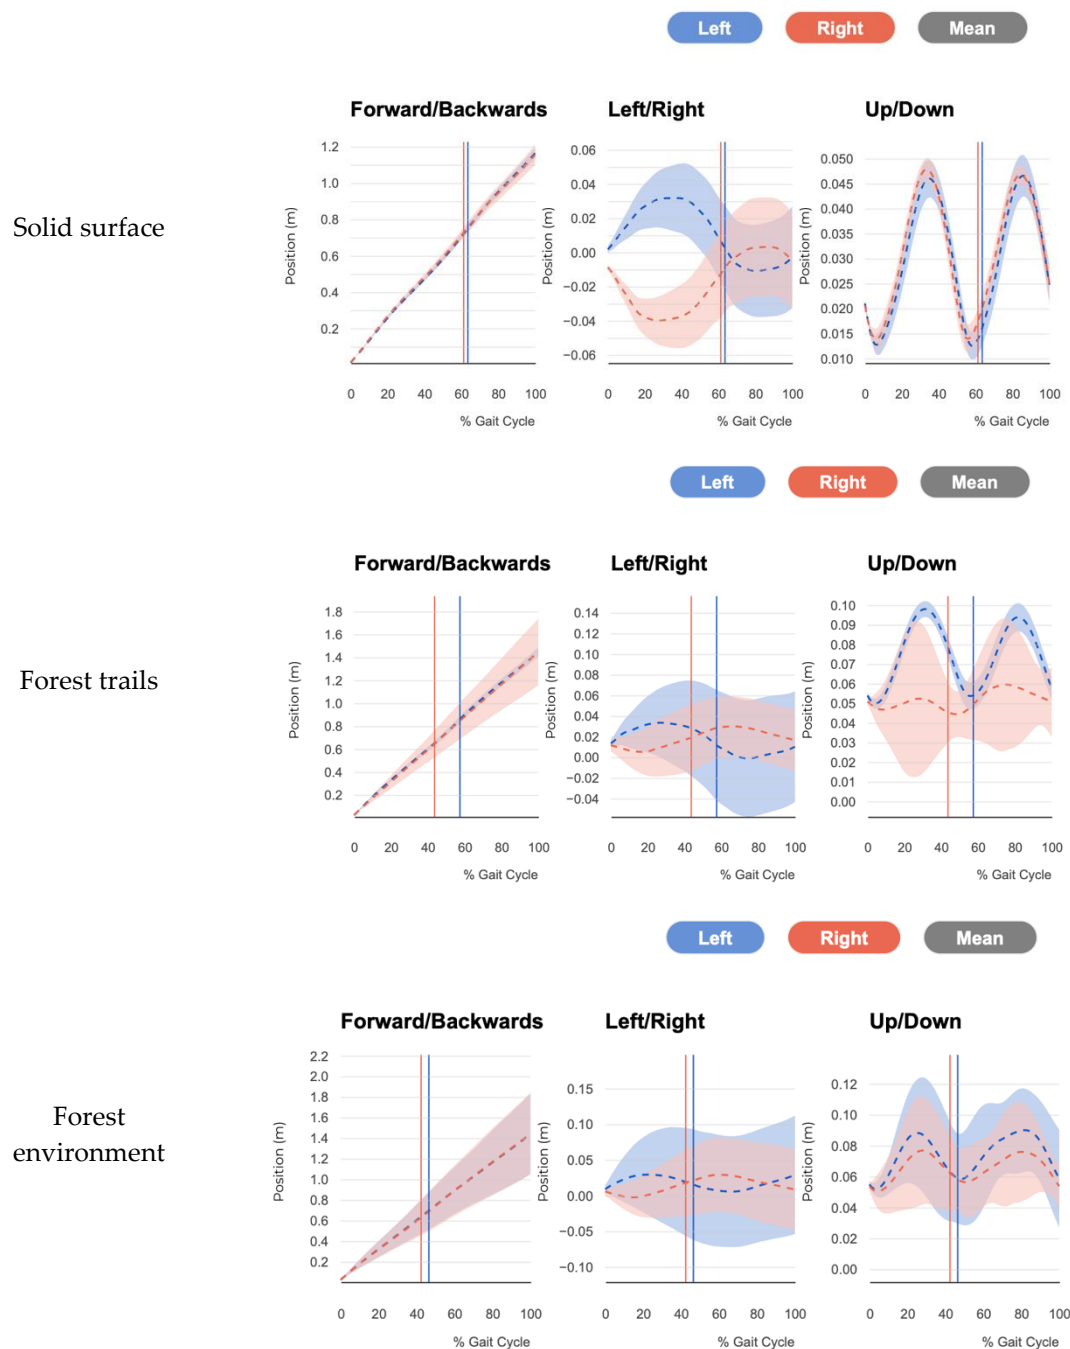 Left Right Mean
Forward/Backwards Left/Right Up/Down
Solid surface
Position (m)
1.2
1.0
0.8
0.6
0.4
0.2
0 20 40 60 80 100
% Gait Cycle
Position (m)
0.06
0.04
0.02
0.00
−0.02
−0.04
−0.06
0 20 40 60 80 100
% Gait Cycle
Position (m)
0.050
0.045
0.040
0.035
0.030
0.025
0.020
0.015
0.010
0 20 40 60 80 100
% Gait Cycle
Left Right Mean
Forward/Backwards Left/Right Up/Down
Forest trails
Position (m)
1.8
1.6
1.4
1.2
1.0
0.8
0.6
0.4
0.2
0 20 40 60 80 100
% Gait Cycle
Position (m)
0.14
0.12
0.10
0.08
0.06
0.04
0.02
0.00
−0.02
−0.04
0 20 40 60 80 100
% Gait Cycle
Position (m)
0.10
0.09
0.08
0.07
0.06
0.05
0.04
0.03
0.02
0.01
0.00
0 20 40 60 80 100
% Gait Cycle
Left Right Mean
Forward/Backwards Left/Right Up/Down
Forest
environment
Position (m)
2.2
2.0
1.8
1.6
1.4
1.2
1.0
0.8
0.6
0.4
0.2
0 20 40 60 80 100
% Gait Cycle
Position (m)
0.15
0.10
0.05
0.00
−0.05
−0.10
0 20 40 60 80 100
% Gait Cycle
Position (m)
0.12
0.10
0.08
0.06
0.04
0.02
0.00
0 20 40 60 80 100
% Gait Cycle